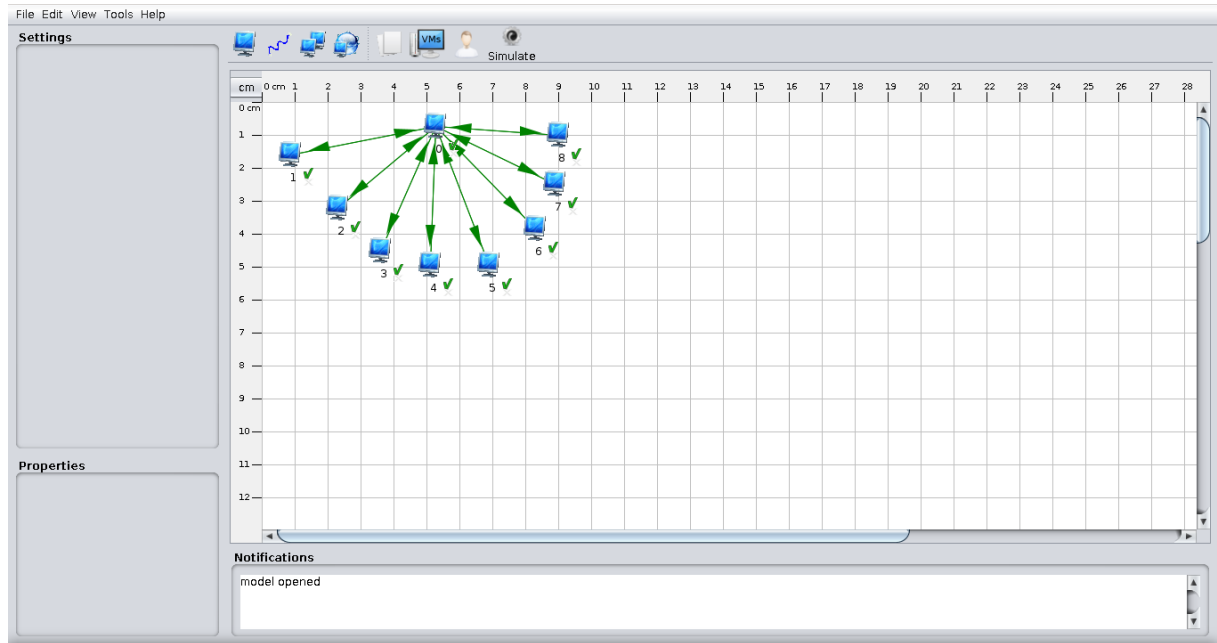 File Edit View Tools Help
Settings
VMs
Simulate
cm 0 cm 1 2 3 4 5 6 7 8 9 10 11 12 13 14 15 16 17 18 19 20 21 22 23 24 25 26 27 28
0 cm
1
2
3
4
5
6
7
8
9
10
11
12
0
1
2
3
4
5
6
7
8
Properties
Notifications
model opened